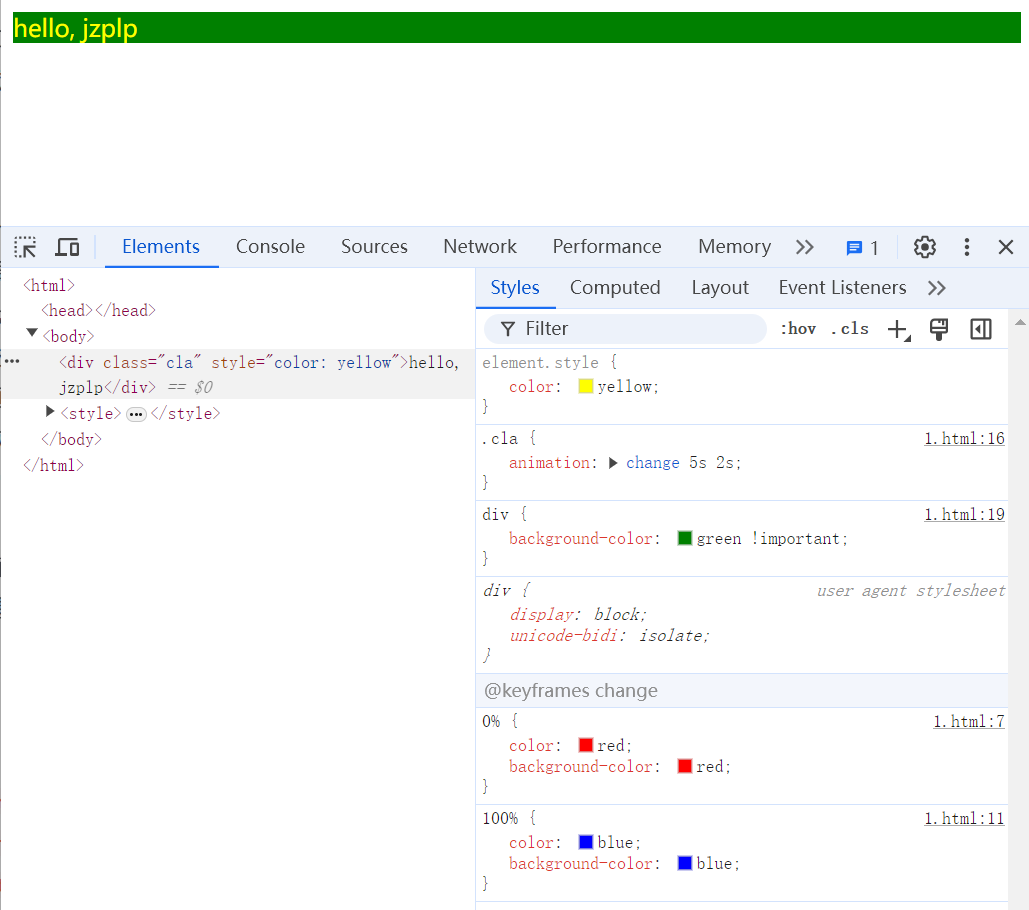 hello, jzplp
Elements Console Sources Network Performance Memory 1
<html>
<head></head>
<body>
<div class="cla" style="color: yellow">hello,
jzplp</div> == $0
<style>…</style>
</body>
</html>
Styles Computed Layout Event Listeners
Filter :hov .cls
element.style {
color: yellow;
}
.cla { 1.html:16
animation: change 5s 2s;
}
div { 1.html:19
background-color: green !important;
}
div { user agent stylesheet
display: block;
unicode-bidi: isolate;
}
@keyframes change
0% { 1.html:7
color: red;
background-color: red;
}
100% { 1.html:11
color: blue;
background-color: blue;
}